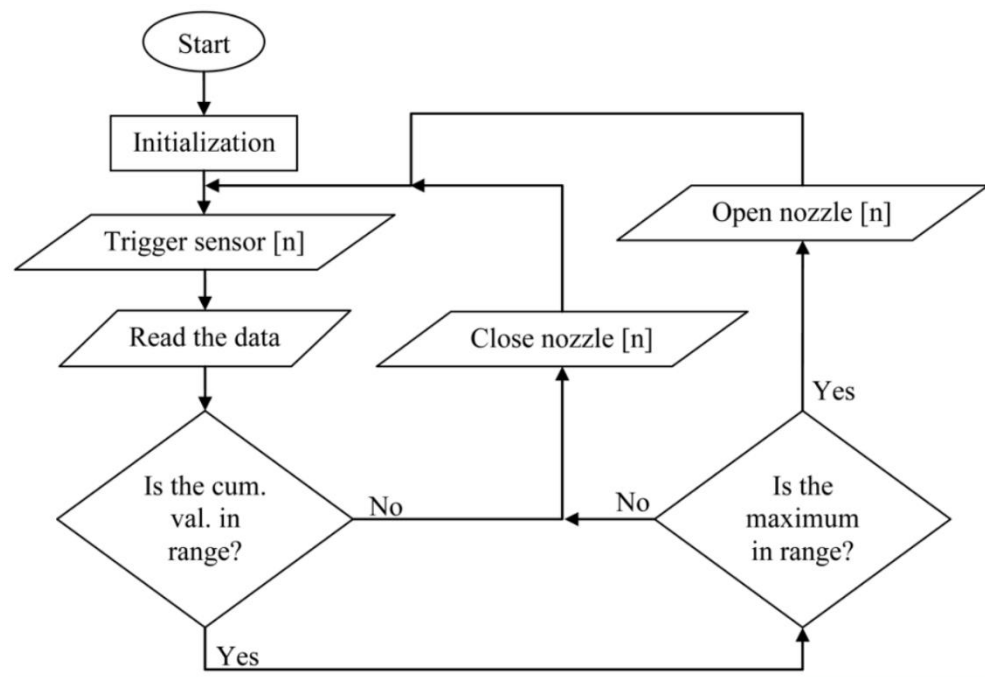 Start
Initialization
Trigger sensor [n]
Read the data
Is the cum.
val. in
range?
No
Yes
Close nozzle [n]
Open nozzle [n]
Yes
No
Is the
maximum
in range?